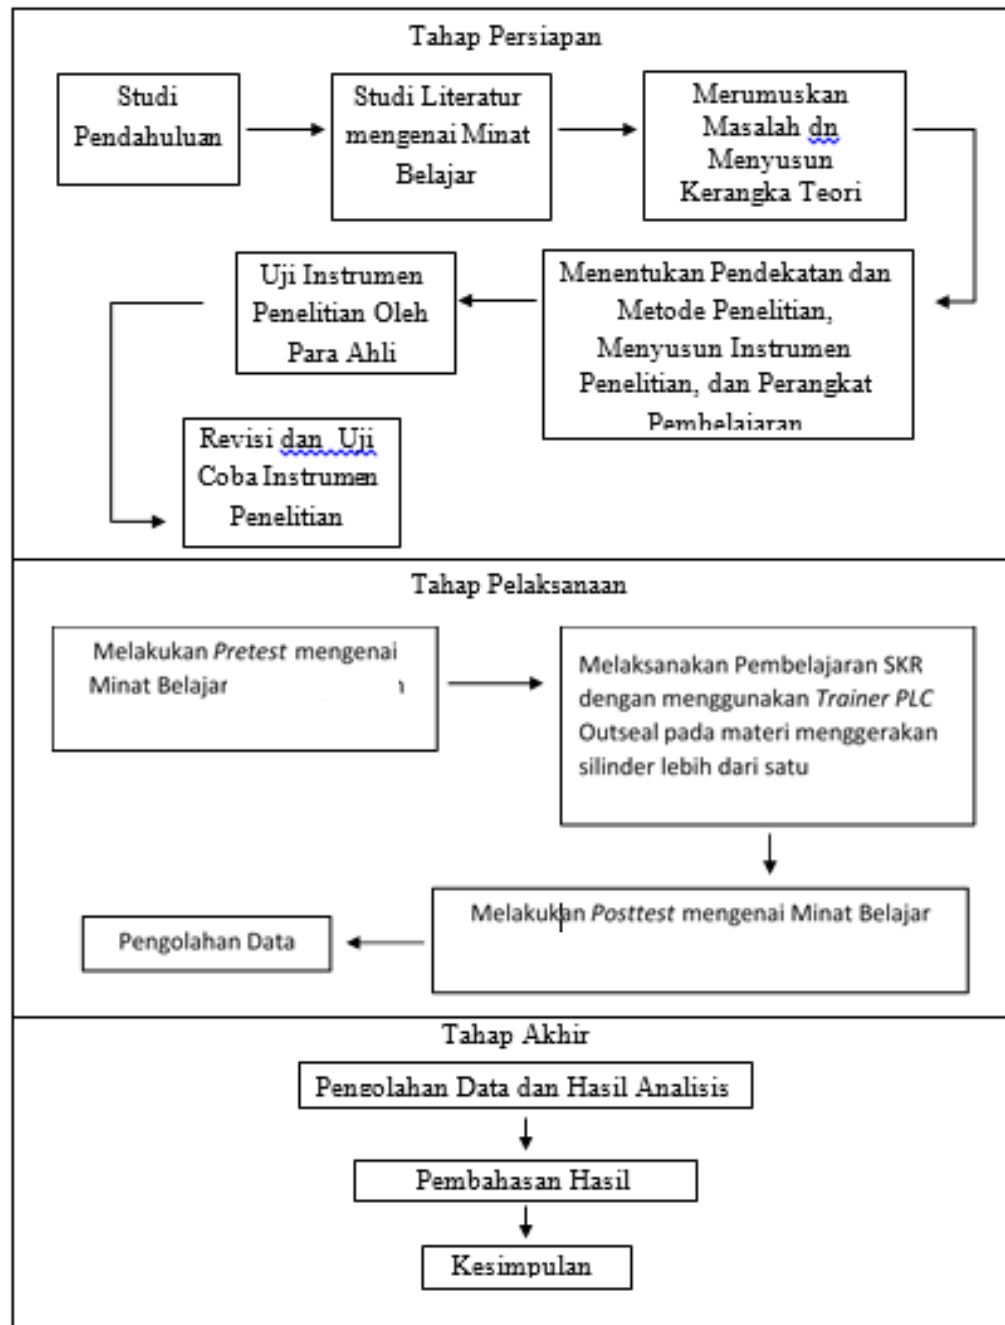 Tahap Persiapan
Studi
Pendahuluan
Studi Literatur
mengenai Minat
Belajar
Merumuskan
Masalah dn
Menyusun
Kerangka Teori
Menentukan Pendekatan dan
Metode Penelitian,
Menyusun Instrumen
Penelitian, dan Perangkat
Pembelajaran
Uji Instrumen
Penelitian Oleh
Para Ahli
Revisi dan Uji
Coba Instrumen
Penelitian
Tahap Pelaksanaan
Melakukan Pretest mengenai
Minat Belajar
Melaksanakan Pembelajaran SKR
dengan menggunakan Trainer PLC
Outseal pada materi menggerakan
silinder lebih dari satu
Melakukan Posttest mengenai Minat Belajar
Pengolahan Data
Tahap Akhir
Pengolahan Data dan Hasil Analisis
Pembahasan Hasil
Kesimpulan